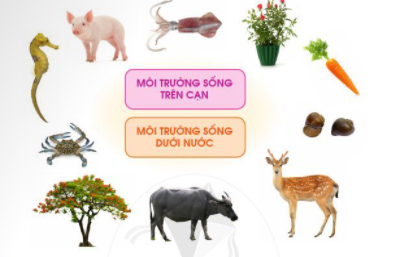 MÔI TRƯỜNG SỐNG
TRÊN CẠN
MÔI TRƯỜNG SỐNG
DƯỚI NƯỚC